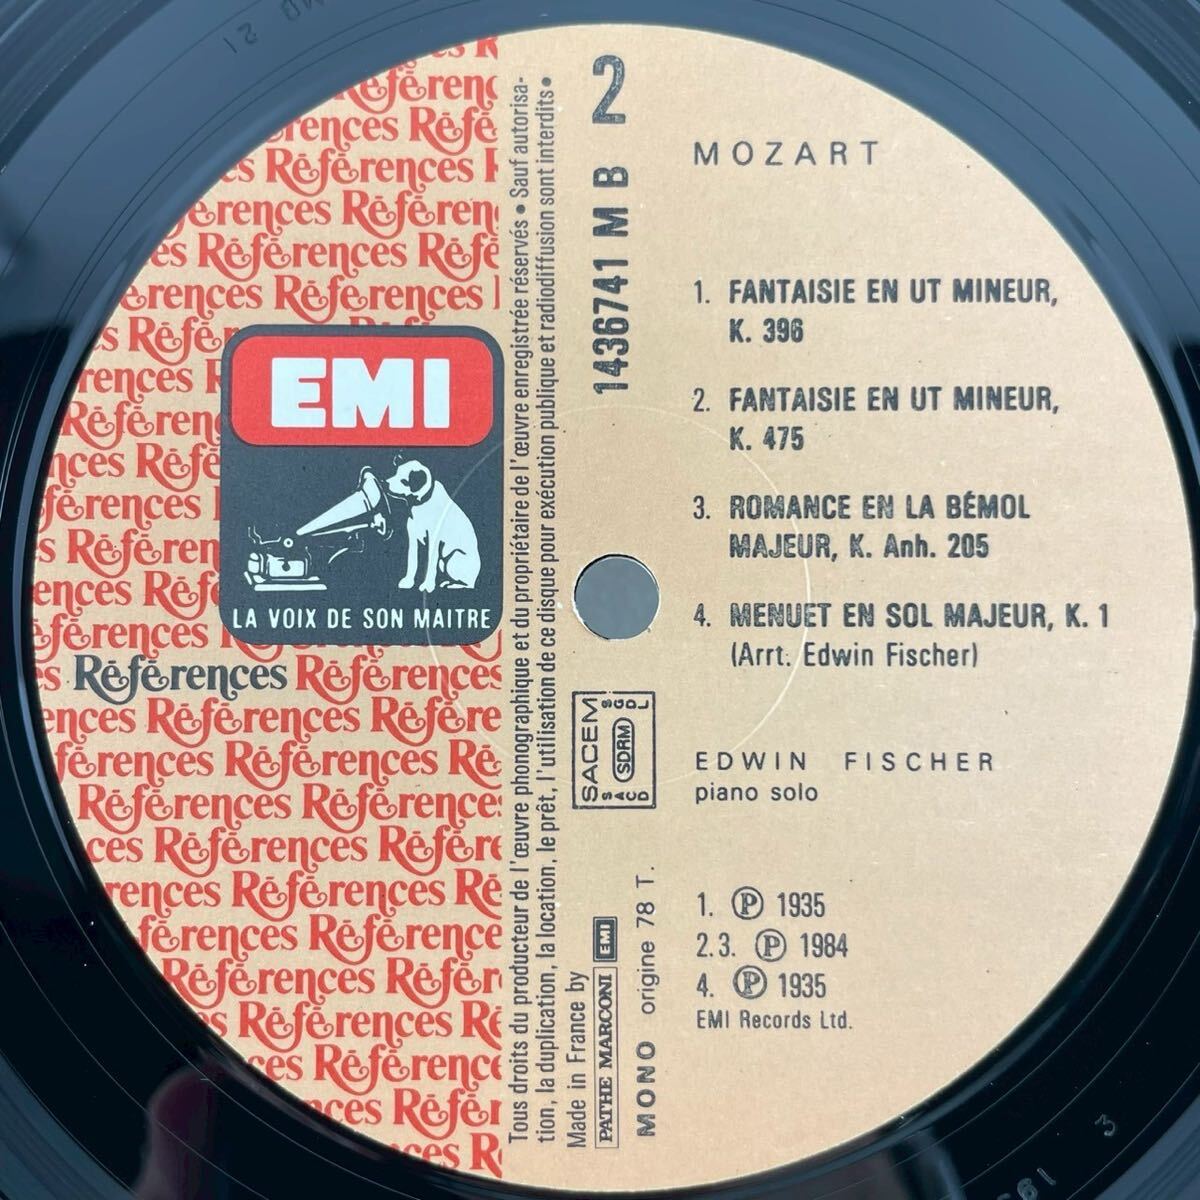 2
1436741 M B
MOZART
1. FANTAISIE EN UT MINEUR,
K. 396
2. FANTAISIE EN UT MINEUR,
K. 475
3. ROMANCE EN LA BÉMOL
MAJEUR, K. Anh. 205
4. MENUET EN SOL MAJEUR, K. 1
(Arrt. Edwin Fischer)
EDWIN FISCHER
piano solo
1. Ⓟ 1935
2.3. Ⓟ 1984
4. Ⓟ 1935
EMI Records Ltd.
EMI
LA VOIX DE SON MAITRE
Références
Tous droits du producteur de l'œuvre phonographique et du propriétaire de l'œuvre enregistrée réservés • Sauf autorisa-
tion, la duplication, la location, le prêt, l'utilisation de ce disque pour exécution publique et radiodiffusion sont interdits •
Made in France by
PATHE MARCONI EMI
MONO origine 78 T.
SACEM
SDRM
SACD
SGDL